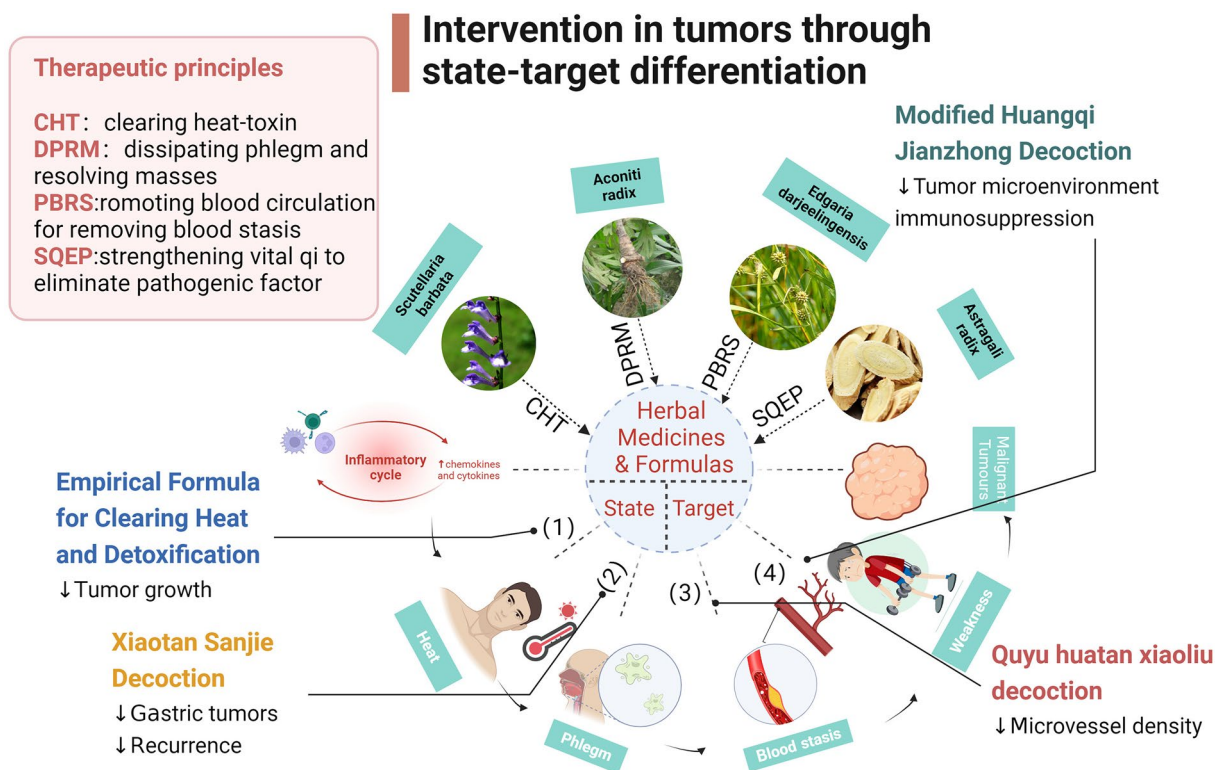 Intervention in tumors through
state-target differentiation
Therapeutic principles
CHT： clearing heat-toxin
DPRM： dissipating phlegm and
resolving masses
PBRS:romoting blood circulation
for removing blood stasis
SQEP:strengthening vital qi to
eliminate pathogenic factor
Modified Huangqi
Jianzhong Decoction
↓Tumor microenvironment
immunosuppression
Scutellaria
barbata
Aconiti
radix
Edgaria
darjeelingensis
Astragali
radix
CHT
DPRM
PBRS
SQEP
Herbal
Medicines
& Formulas
State
Target
Inflammatory
cycle
↑chemokines
and cytokines
Malignant
Tumours
Empirical Formula
for Clearing Heat
and Detoxification
↓Tumor growth
(1)
(2)
(3)
(4)
Xiaotan Sanjie
Decoction
↓Gastric tumors
↓Recurrence
Heat
Phlegm
Blood stasis
Weakness
Quyu huatan xiaoliu
decoction
↓Microvessel density